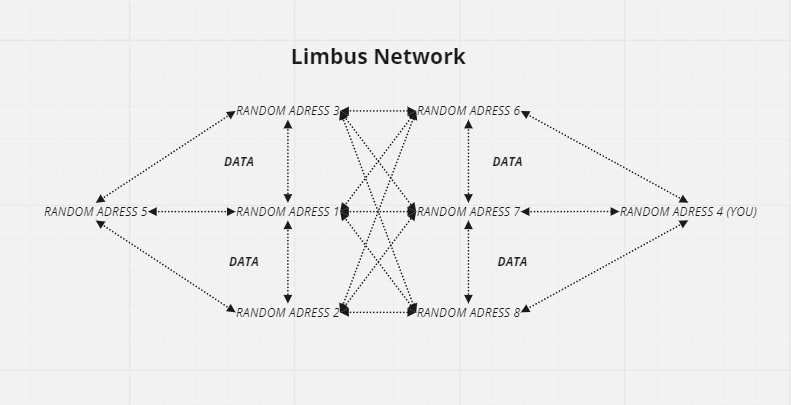 Limbus Network
RANDOM ADRESS 3
RANDOM ADRESS 6
DATA
DATA
RANDOM ADRESS 5
RANDOM ADRESS 1
RANDOM ADRESS 7
RANDOM ADRESS 4 (YOU)
DATA
DATA
RANDOM ADRESS 2
RANDOM ADRESS 8